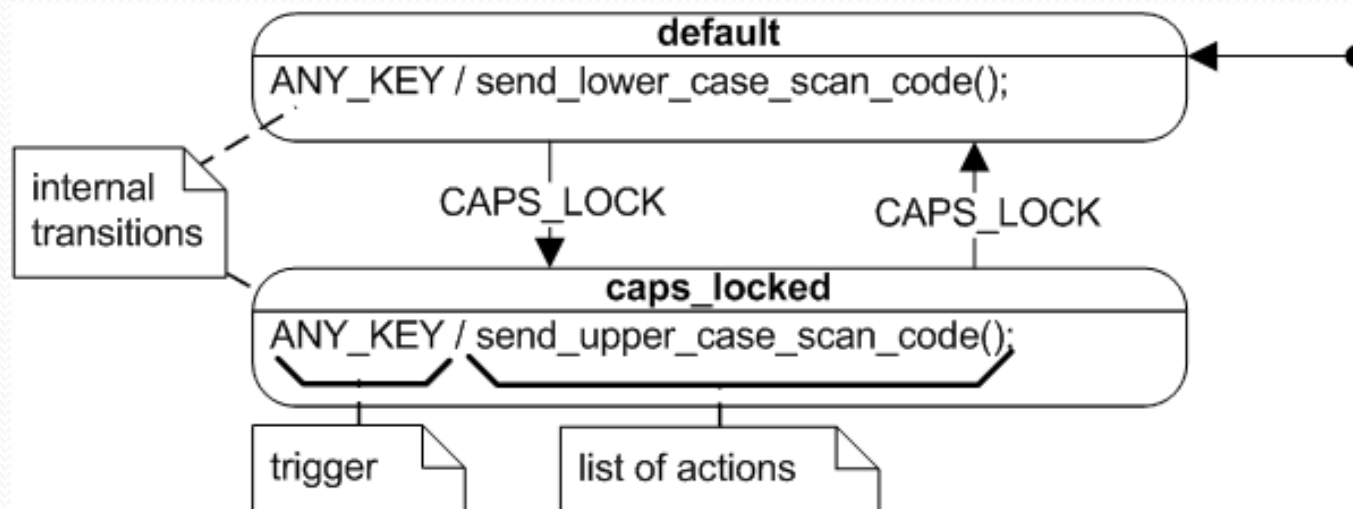 default
ANY_KEY / send_lower_case_scan_code();
internal
transitions
CAPS_LOCK
CAPS_LOCK
caps_locked
ANY_KEY / send_upper_case_scan_code();
trigger
list of actions